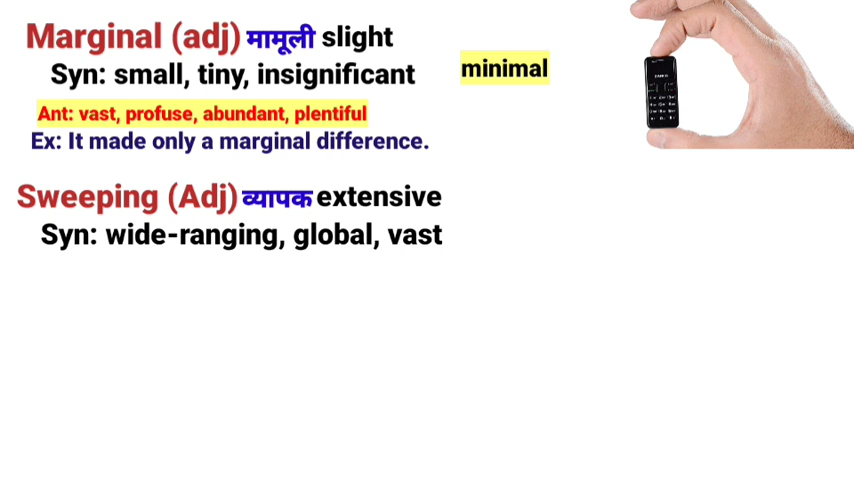 Marginal (adj) मामूली slight
Syn: small, tiny, insignificant
minimal
Ant: vast, profuse, abundant, plentiful
Ex: It made only a marginal difference.
Sweeping (Adj) व्यापक extensive
Syn: wide-ranging, global, vast